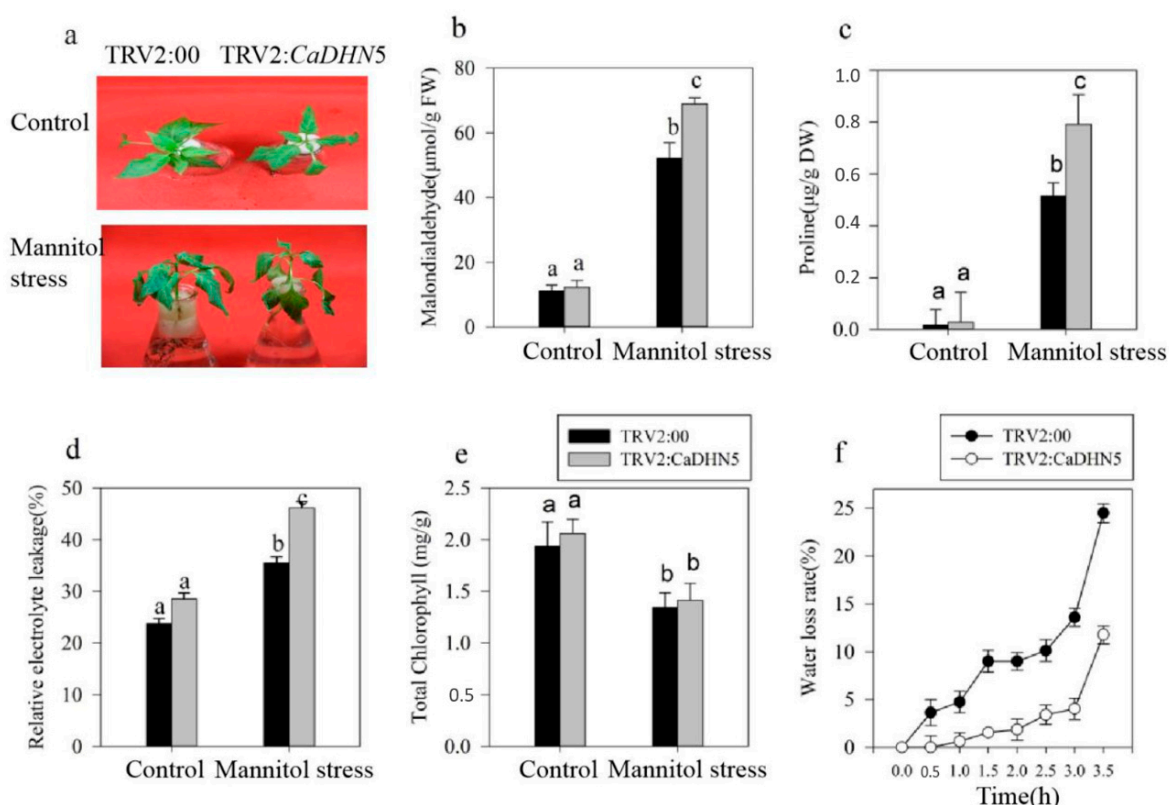 a
TRV2:00 TRV2:CaDHN5
Control
Mannitol
stress
b
Malondialdehyde(µmol/g FW)
80
60
40
20
0
a a
b
c
Control Mannitol stress
c
Proline(µg/g DW)
1.0
0.8
0.6
0.4
0.2
0.0
a a
b
c
Control Mannitol stress
d
Relative electrolyte leakage(%)
50
40
30
20
10
0
a a
b
c
Control Mannitol stress
TRV2:00
TRV2:CaDHN5
e
Total Chlorophyll (mg/g)
2.5
2.0
1.5
1.0
0.5
0.0
a a
b b
Control Mannitol stress
f
TRV2:00
TRV2:CaDHN5
Water loss rate(%)
25
20
15
10
5
0
0.0 0.5 1.0 1.5 2.0 2.5 3.0 3.5
Time(h)